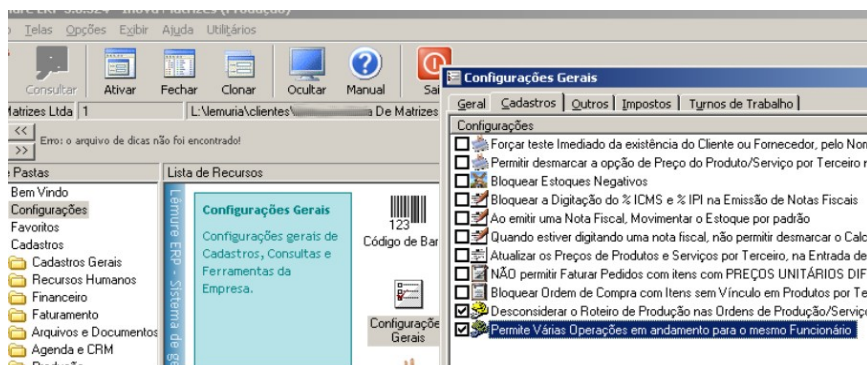 Telas Opções Exibir Ajuda Utilitários
Consultar Ativar Fechar Clonar Ocultar Manual Sai
Matrizes Ltda 1 L:\lemuria\clientes\ a De Matrizes
<<
>>
Erro: o arquivo de dicas não foi encontrado!
Pastas
Bem Vindo
Configurações
Favoritos
Cadastros
Cadastros Gerais
Recursos Humanos
Financeiro
Faturamento
Arquivos e Documentos
Agenda e CRM
Produção
Lista de Recursos
Lêmure ERP - Sistema de ge
Configurações Gerais
Configurações gerais de
Cadastros, Consultas e
Ferramentas da
Empresa.
123
Código de Bar
Configuraçõe
Gerais
Configurações Gerais
Geral Cadastros Outros Impostos Turnos de Trabalho
Configurações
Forçar teste Imediado da existência do Cliente ou Fornecedor, pelo Nom
Permitir desmarcar a opção de Preço do Produto/Serviço por Terceiro n
Bloquear Estoques Negativos
Bloquear a Digitação do % ICMS e % IPI na Emissão de Notas Fiscais
Ao emitir uma Nota Fiscal, Movimentar o Estoque por padrão
Quando estiver digitando uma nota fiscal, não permitir desmarcar o Calc
Atualizar os Preços de Produtos e Serviços por Terceiro, na Entrada de
NÃO permitir Faturar Pedidos com itens com PREÇOS UNITÁRIOS DIF
Bloquear Ordem de Compra com Itens sem Vínculo em Produtos por Te
Desconsiderar o Roteiro de Produção nas Ordens de Produção/Serviço
Permite Várias Operações em andamento para o mesmo Funcionário